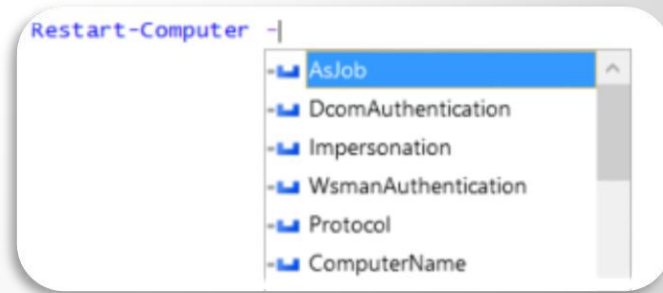 Restart-Computer -
AsJob
DcomAuthentication
Impersonation
WsmanAuthentication
Protocol
ComputerName